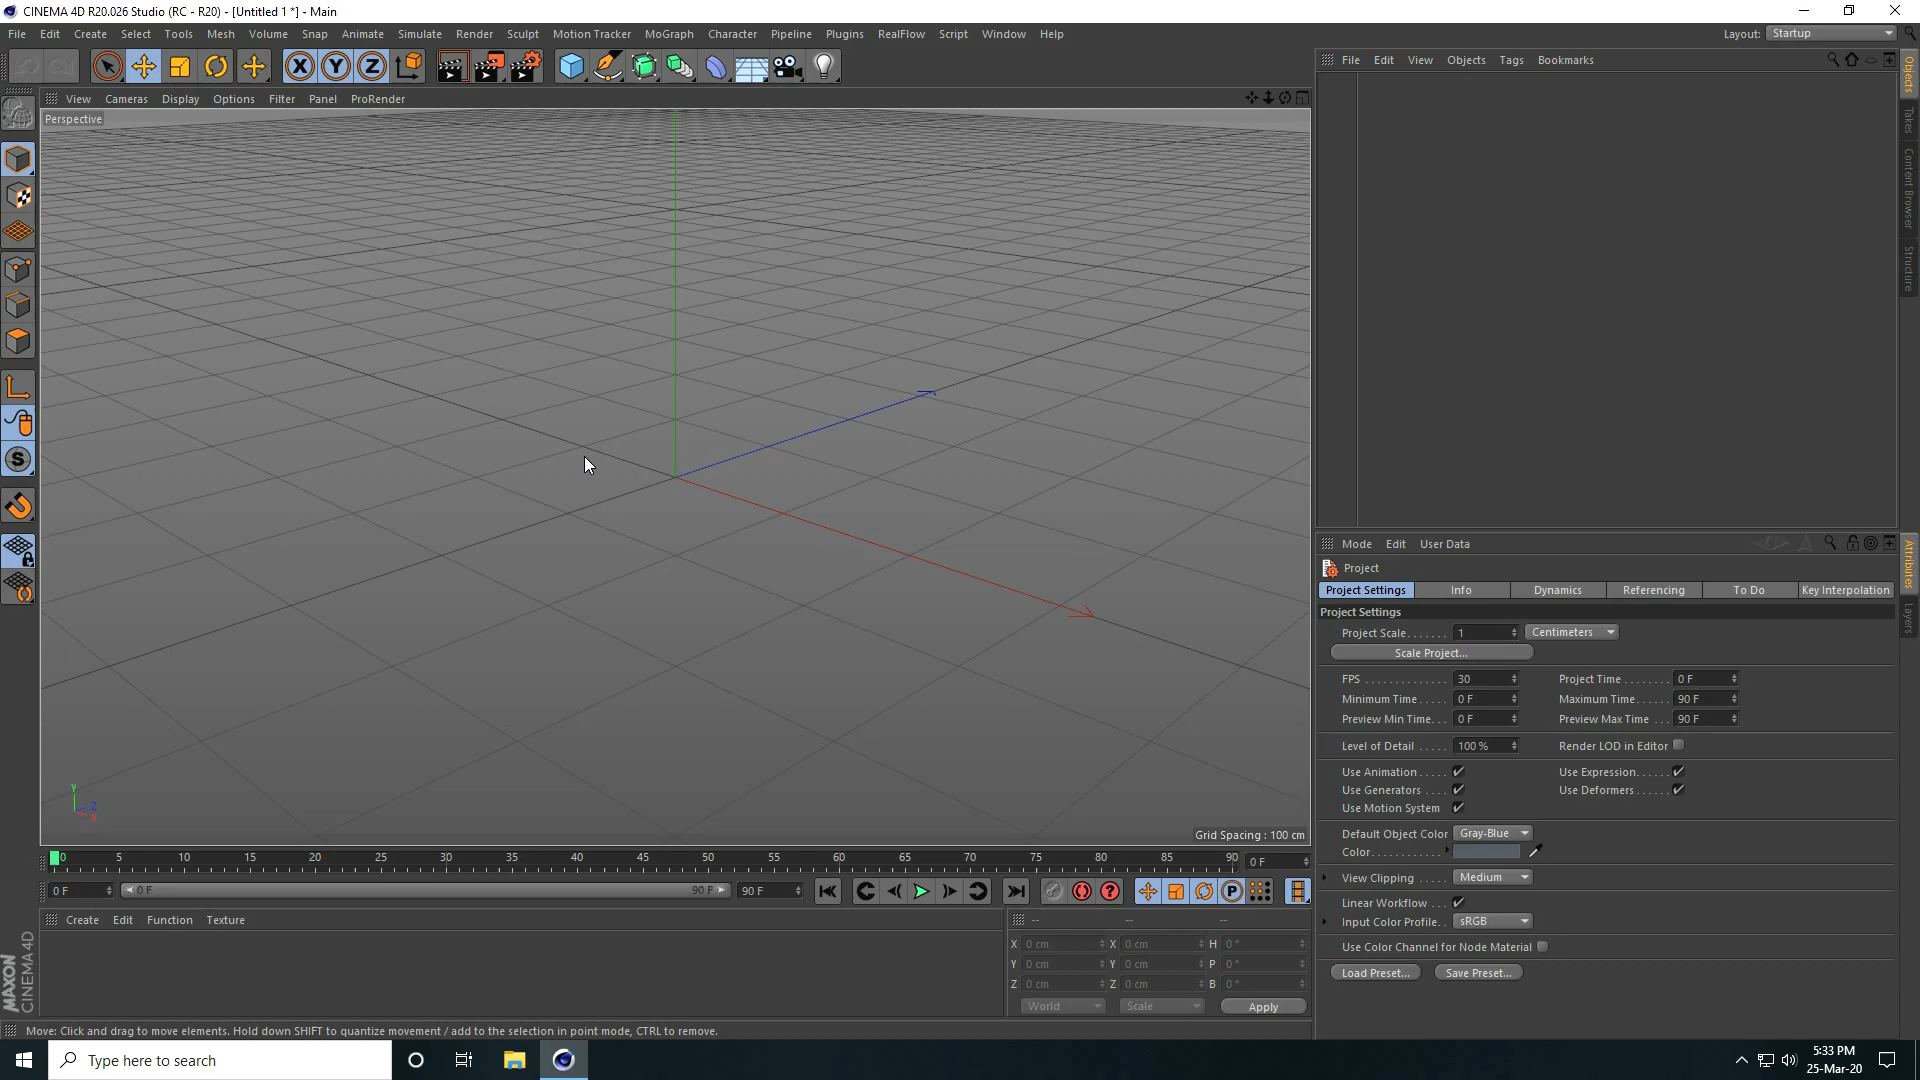 CINEMA 4D R20.026 Studio (RC - R20) - [Untitled 1 *] - Main
File Edit Create Select Tools Mesh Volume Snap Animate Simulate Render Sculpt Motion Tracker MoGraph Character Pipeline Plugins RealFlow Script Window Help
Layout: Startup
X Y Z
File Edit View Objects Tags Bookmarks
View Cameras Display Options Filter Panel ProRender
Perspective
Objects
Takes
Content Browser
Structure
S
Y
Z
X
Grid Spacing : 100 cm
Mode Edit User Data
Project
Project Settings Info Dynamics Referencing To Do Key Interpolation
Project Settings
Project Scale....... 1 Centimeters
Scale Project...
FPS .............. 30 Project Time ........ 0 F
Minimum Time..... 0 F Maximum Time...... 90 F
Preview Min Time... 0 F Preview Max Time ... 90 F
Level of Detail ..... 100 % Render LOD in Editor
Use Animation..... Use Expression......
Use Generators .... Use Deformers......
Use Motion System
Default Object Color Gray-Blue
Color............
View Clipping ..... Medium
Linear Workflow ...
Input Color Profile.. sRGB
Use Color Channel for Node Material
Load Preset... Save Preset...
Attributes
Layers
0 5 10 15 20 25 30 35 40 45 50 55 60 65 70 75 80 85 90 0 F
0 F 0 F 90 F 90 F
? P
Create Edit Function Texture
-- -- --
X 0 cm X 0 cm H 0 °
Y 0 cm Y 0 cm P 0 °
Z 0 cm Z 0 cm B 0 °
World Scale Apply
MAXON
CINEMA 4D
Move: Click and drag to move elements. Hold down SHIFT to quantize movement / add to the selection in point mode, CTRL to remove.
Type here to search
5:33 PM
25-Mar-20